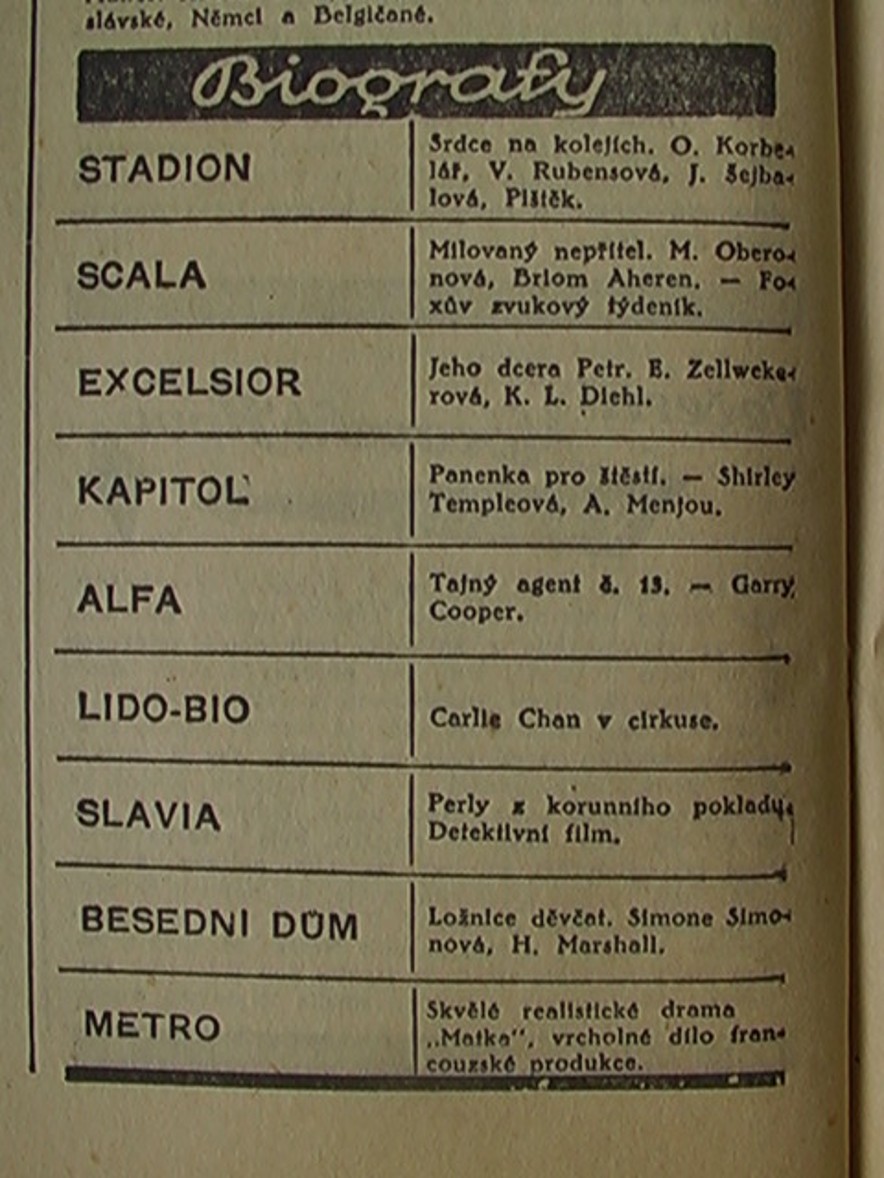 slávské, Němci a Belgičané.
Biografy
STADION
Srdce na kolejích. O. Korbe-
lář, V. Rubensová, J. Šejba-
lová, Pištěk.
SCALA
Milovaný nepřítel. M. Obero-
nová, Briom Aheren. — Fo-
xův zvukový týdeník.
EXCELSIOR
Jeho dcera Petr. E. Zellweke-
rová, K. L. Diehl.
KAPITOL
Panenka pro štěstí. — Shirley
Templeová, A. Menjou.
ALFA
Tajný agent č. 13. — Garry
Cooper.
LIDO-BIO
Carlie Chan v cirkuse.
SLAVIA
Perly z korunního pokladu.
Detektivní film.
BESEDNI DŮM
Ložnice děvčat. Simone Simo-
nová, H. Marshall.
METRO
Skvělé realistické drama
„Matka“, vrcholné dílo fran-
couzské produkce.